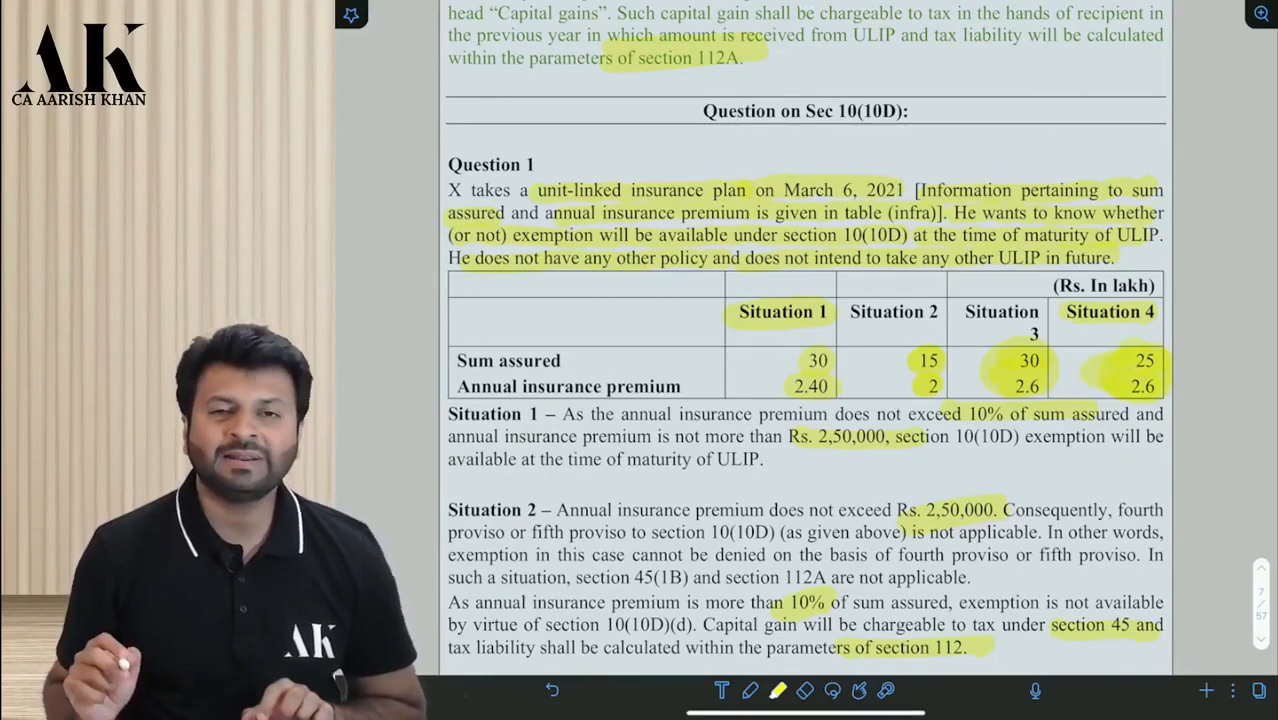 head “Capital gains”. Such capital gain shall be chargeable to tax in the hands of recipient in
the previous year in which amount is received from ULIP and tax liability will be calculated
within the parameters of section 112A.
AK
CA AARISH KHAN
Question on Sec 10(10D):
Question 1
X takes a unit-linked insurance plan on March 6, 2021 [Information pertaining to sum
assured and annual insurance premium is given in table (infra)]. He wants to know whether
(or not) exemption will be available under section 10(10D) at the time of maturity of ULIP.
He does not have any other policy and does not intend to take any other ULIP in future.
(Rs. In lakh)
Situation 1 Situation 2 Situation 3 Situation 4
Sum assured 30 15 30 25
Annual insurance premium 2.40 2 2.6 2.6
Situation 1 – As the annual insurance premium does not exceed 10% of sum assured and
annual insurance premium is not more than Rs. 2,50,000, section 10(10D) exemption will be
available at the time of maturity of ULIP.
Situation 2 – Annual insurance premium does not exceed Rs. 2,50,000. Consequently, fourth
proviso or fifth proviso to section 10(10D) (as given above) is not applicable. In other words,
exemption in this case cannot be denied on the basis of fourth proviso or fifth proviso. In
such a situation, section 45(1B) and section 112A are not applicable.
As annual insurance premium is more than 10% of sum assured, exemption is not available
by virtue of section 10(10D)(d). Capital gain will be chargeable to tax under section 45 and
tax liability shall be calculated within the parameters of section 112.
AK
7
/
57
T